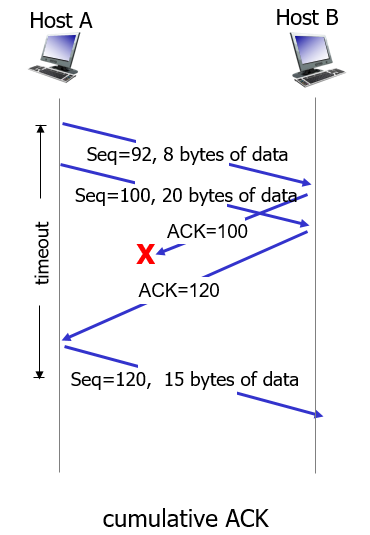 Host A
Host B
Seq=92, 8 bytes of data
Seq=100, 20 bytes of data
ACK=100
X
timeout
ACK=120
Seq=120, 15 bytes of data
cumulative ACK